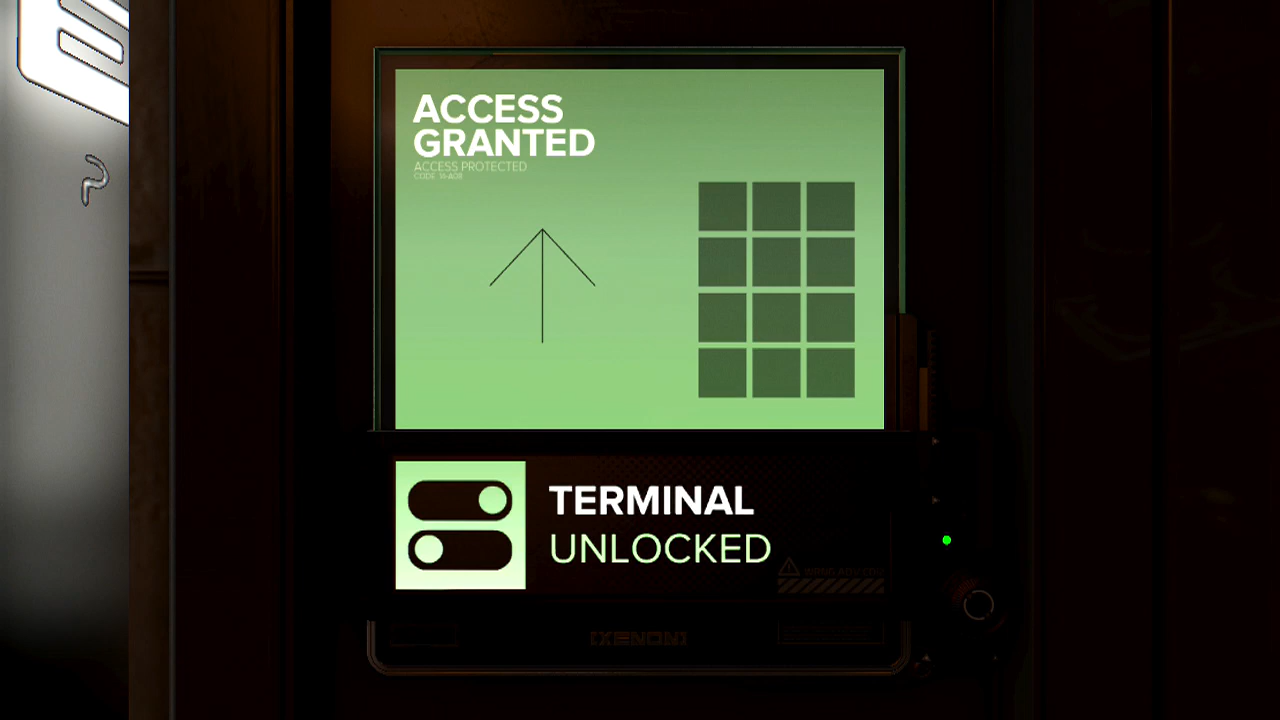 ACCESS
GRANTED
ACCESS PROTECTED
TERMINAL
UNLOCKED
[XENON]